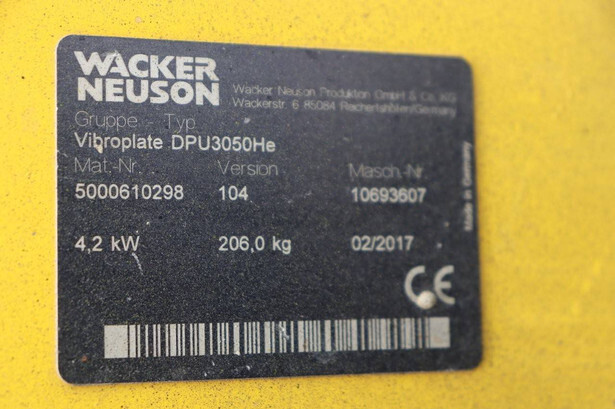 WACKER
NEUSON
Wacker Neuson Produktion GmbH & Co. KG
Wackerstr. 6 85084 Reichertshofen/Germany
Gruppe - Typ
Vibroplate DPU3050He
Mat.-Nr. Version Masch.-Nr.
5000610298 104 10693607
4,2 kW 206,0 kg 02/2017
Made in Germany
CE